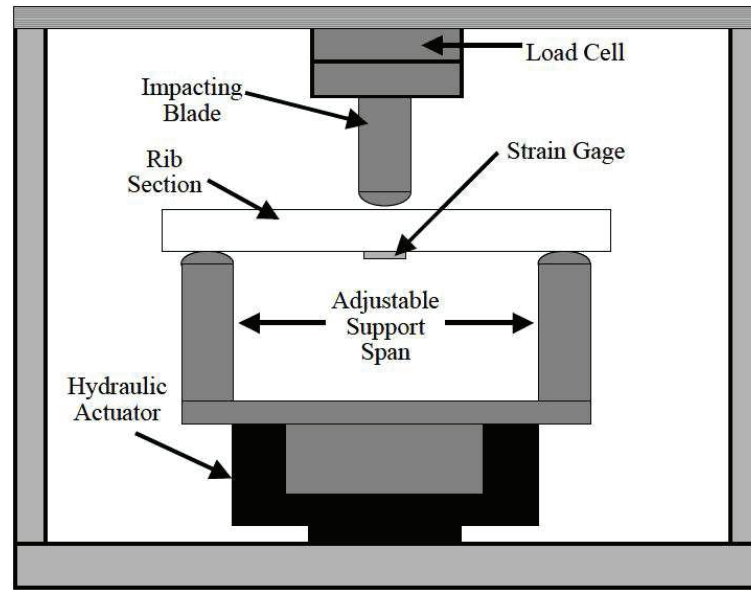 Load Cell
Impacting
Blade
Strain Gage
Rib
Section
Adjustable
Support
Span
Hydraulic
Actuator